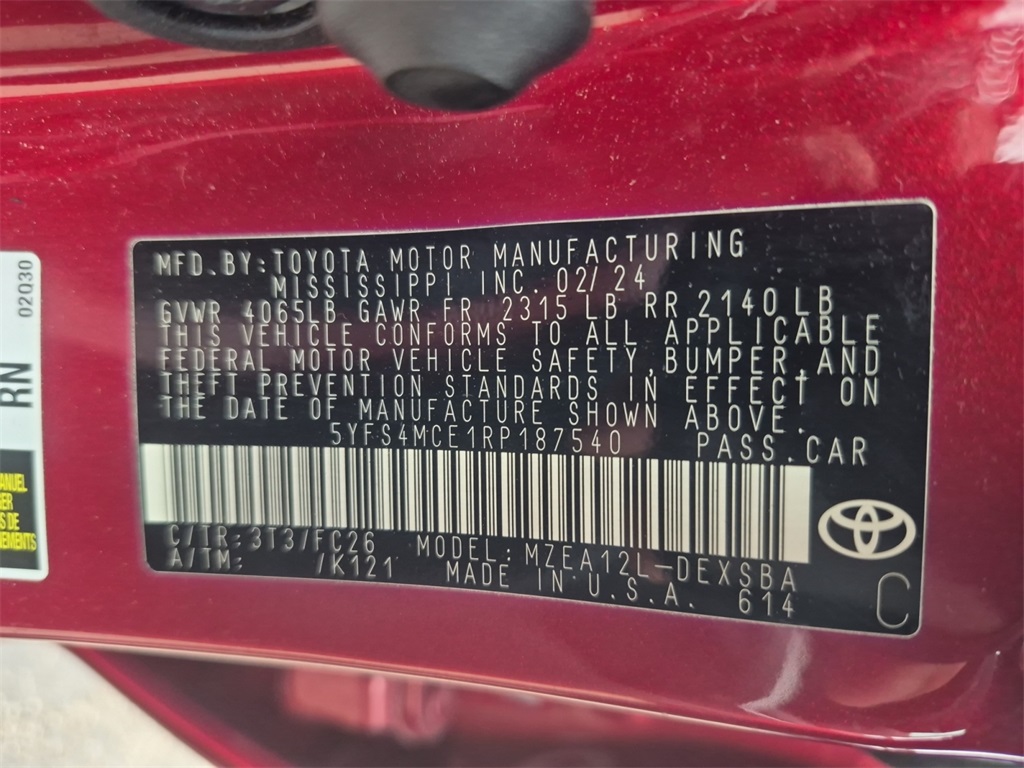 MFD. BY: TOYOTA MOTOR MANUFACTURING
MISSISSIPPI INC. 02/24
GVWR 4065LB GAWR FR 2315 LB RR 2140 LB
THIS VEHICLE CONFORMS TO ALL APPLICABLE
FEDERAL MOTOR VEHICLE SAFETY, BUMPER, AND
THEFT PREVENTION STANDARDS IN EFFECT ON
THE DATE OF MANUFACTURE SHOWN ABOVE.
5YFS4MCE1RP187540 PASS. CAR
C/TR: 3T3/FC26 MODEL: MZEA12L-DEXSBA
A/TM: /K121 MADE IN U.S.A. 614
C
02030
RN
DE